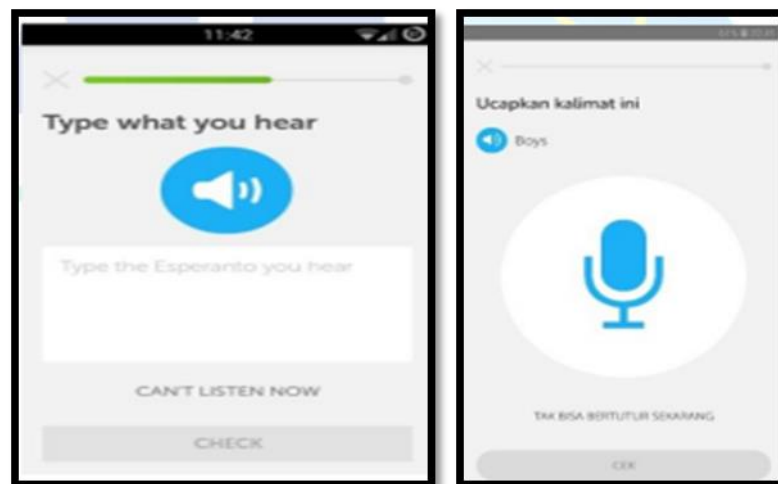 11:42
Type what you hear
Type the Esperanto you hear
CAN'T LISTEN NOW
CHECK
Ucapkan kalimat ini
Boys
TAK BISA BERTUTUR SEKARANG
CEK